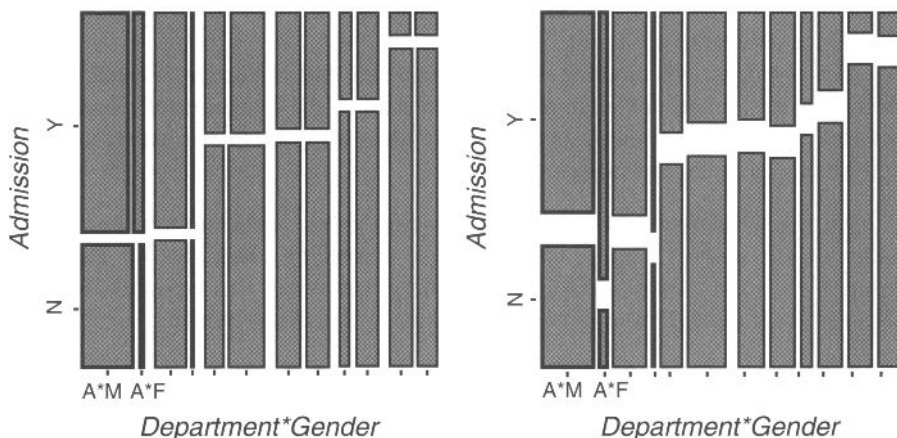 Admission
Y
N
A*M A*F
Department*Gender
Admission
Y
N
A*M A*F
Department*Gender